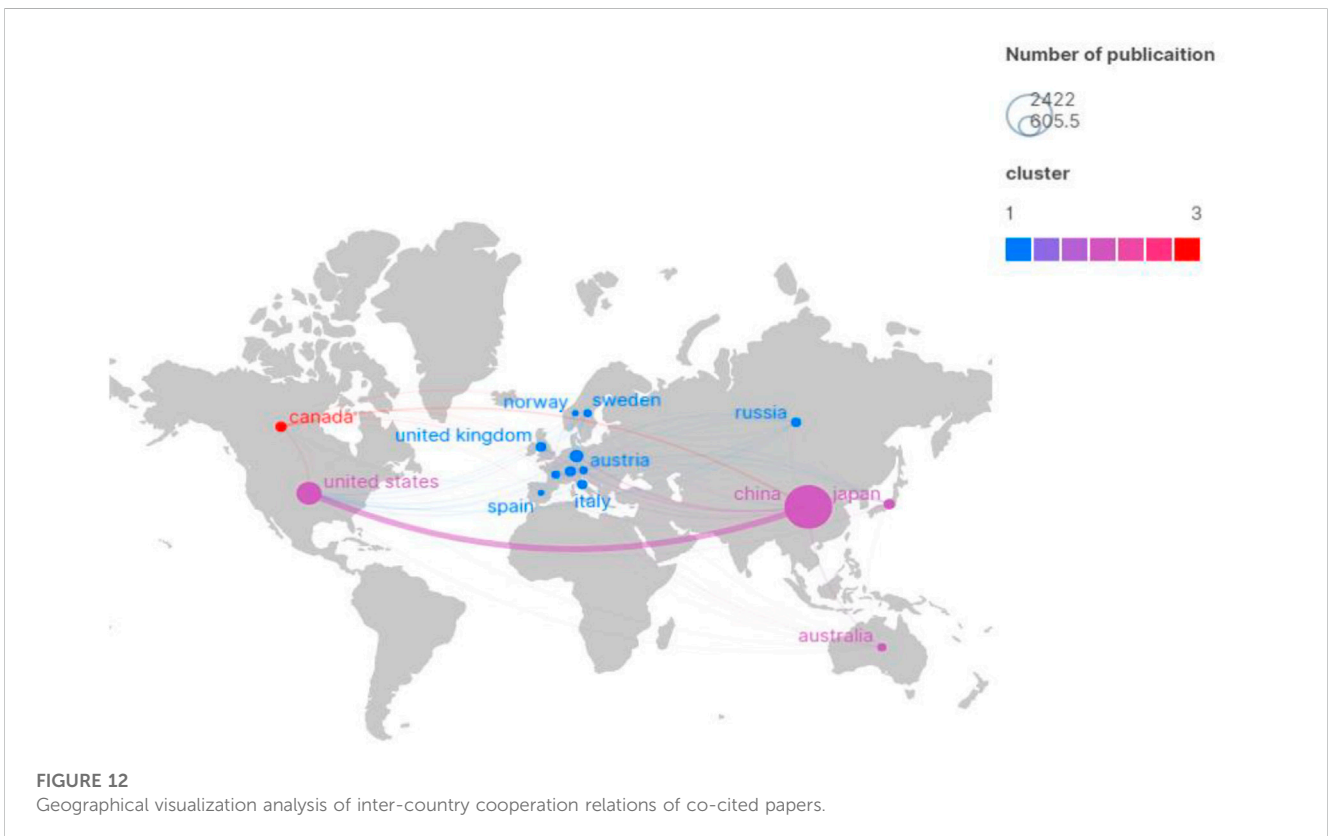 Number of publicaition
2422
605.5
cluster
1 3
canada
norway sweden
russia
united kingdom
austria
united states
china japan
spain italy
australia
FIGURE 12
Geographical visualization analysis of inter-country cooperation relations of co-cited papers.